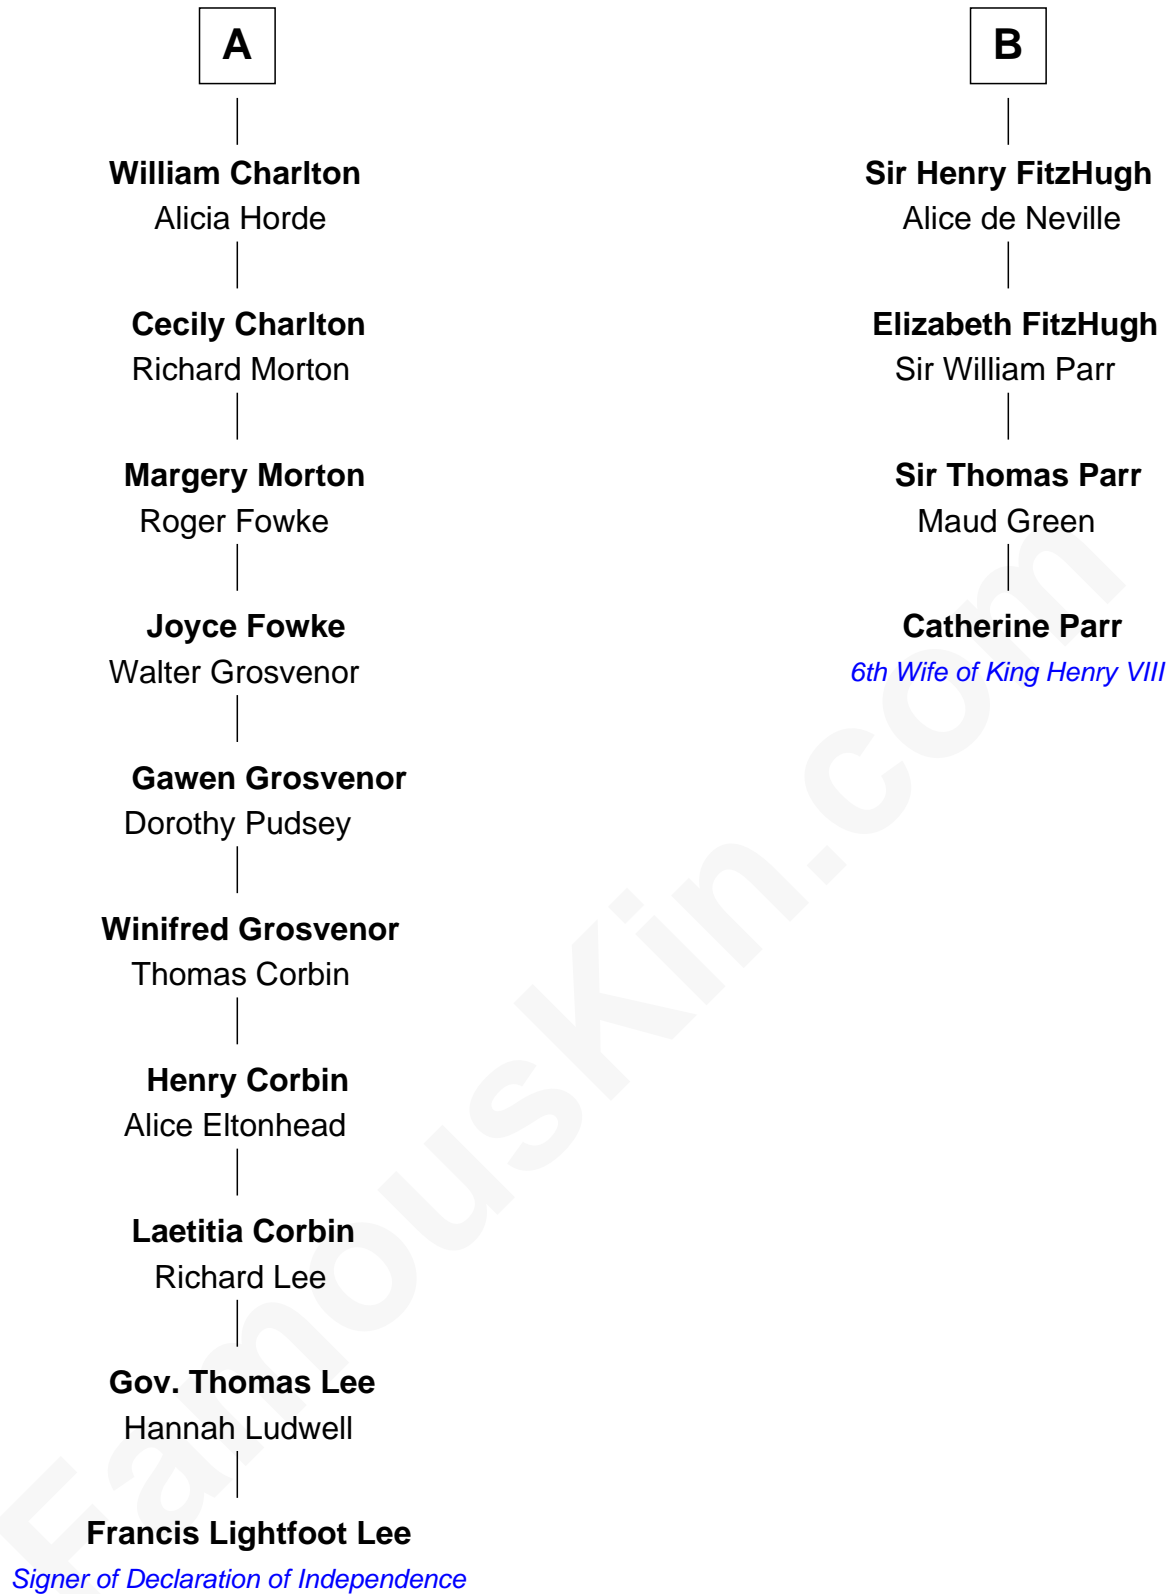 A
William Charlton
Alicia Horde
Cecily Charlton
Richard Morton
Margery Morton
Roger Fowke
Joyce Fowke
Walter Grosvenor
Gawen Grosvenor
Dorothy Pudsey
Winifred Grosvenor
Thomas Corbin
Henry Corbin
Alice Eltonhead
Laetitia Corbin
Richard Lee
Gov. Thomas Lee
Hannah Ludwell
Francis Lightfoot Lee
Signer of Declaration of Independence
B
Sir Henry FitzHugh
Alice de Neville
Elizabeth FitzHugh
Sir William Parr
Sir Thomas Parr
Maud Green
Catherine Parr
6th Wife of King Henry VIII
FamousKin.com